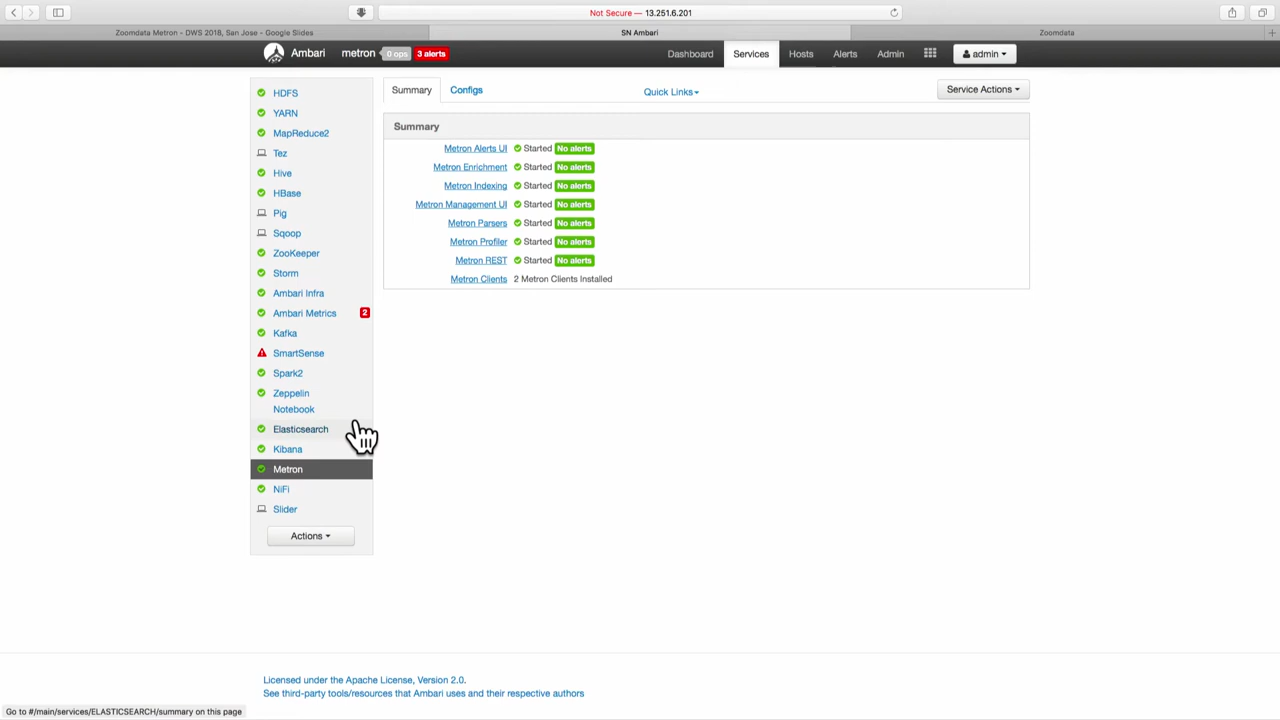 Not Secure — 13.251.6.201
Zoomdata Metron - DWS 2018, San Jose - Google Slides
SN Ambari
Zoomdata
Ambari
metron
0 ops
3 alerts
Dashboard
Services
Hosts
Alerts
Admin
admin
HDFS
YARN
MapReduce2
Tez
Hive
HBase
Pig
Sqoop
ZooKeeper
Storm
Ambari Infra
Ambari Metrics 2
Kafka
SmartSense
Spark2
Zeppelin
Notebook
Elasticsearch
Kibana
Metron
NiFi
Slider
Actions
Summary
Configs
Quick Links
Service Actions
Summary
Metron Alerts UI Started No alerts
Metron Enrichment Started No alerts
Metron Indexing Started No alerts
Metron Management UI Started No alerts
Metron Parsers Started No alerts
Metron Profiler Started No alerts
Metron REST Started No alerts
Metron Clients 2 Metron Clients Installed
Licensed under the Apache License, Version 2.0.
See third-party tools/resources that Ambari uses and their respective authors
Go to #/main/services/ELASTICSEARCH/summary on this page